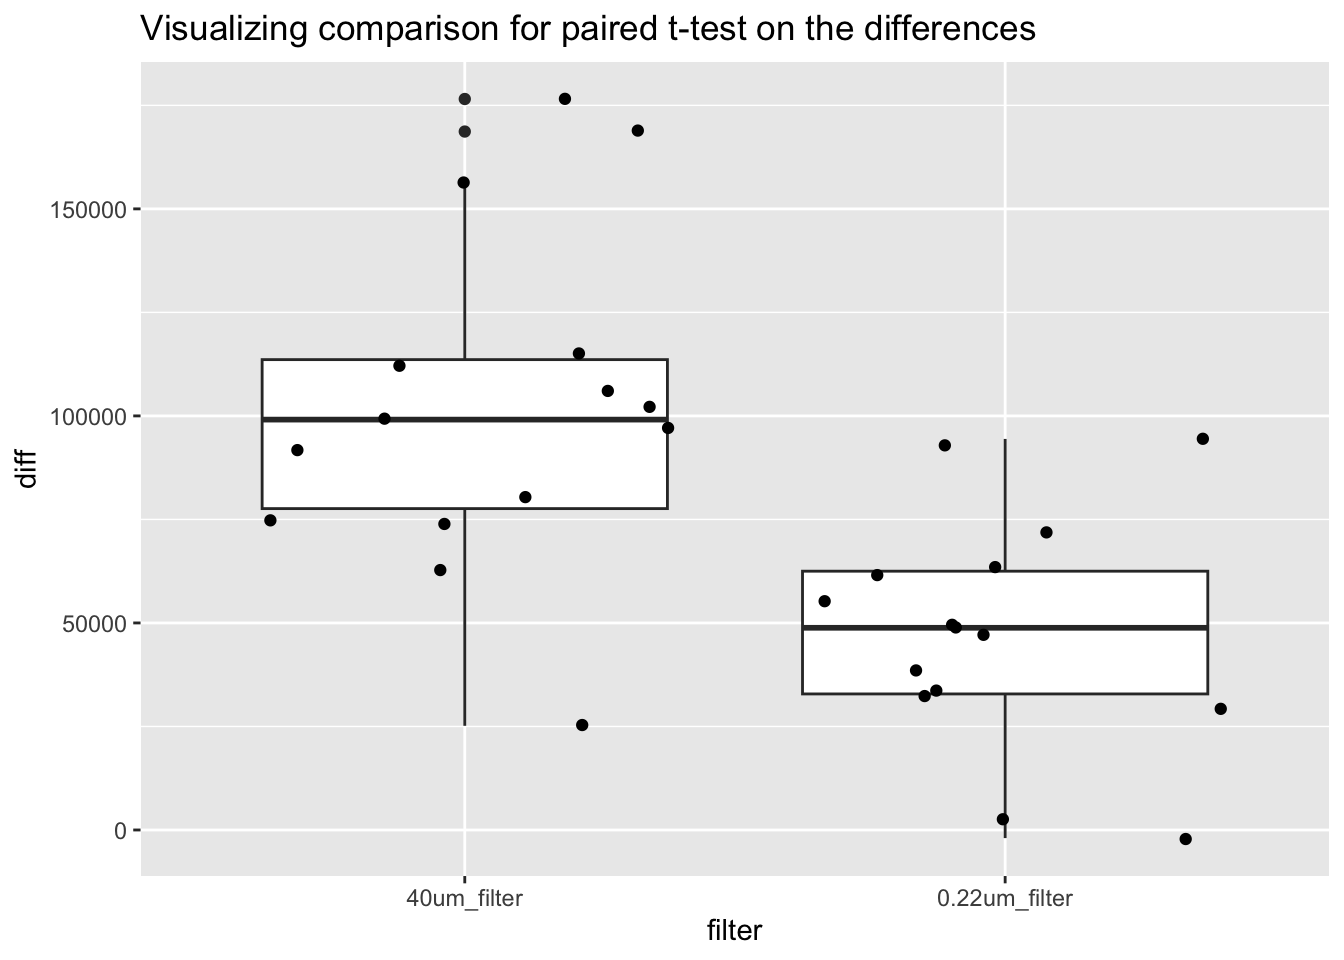 Visualizing comparison for paired t-test on the differences
150000
100000
50000
0
diff
40um_filter
0.22um_filter
filter